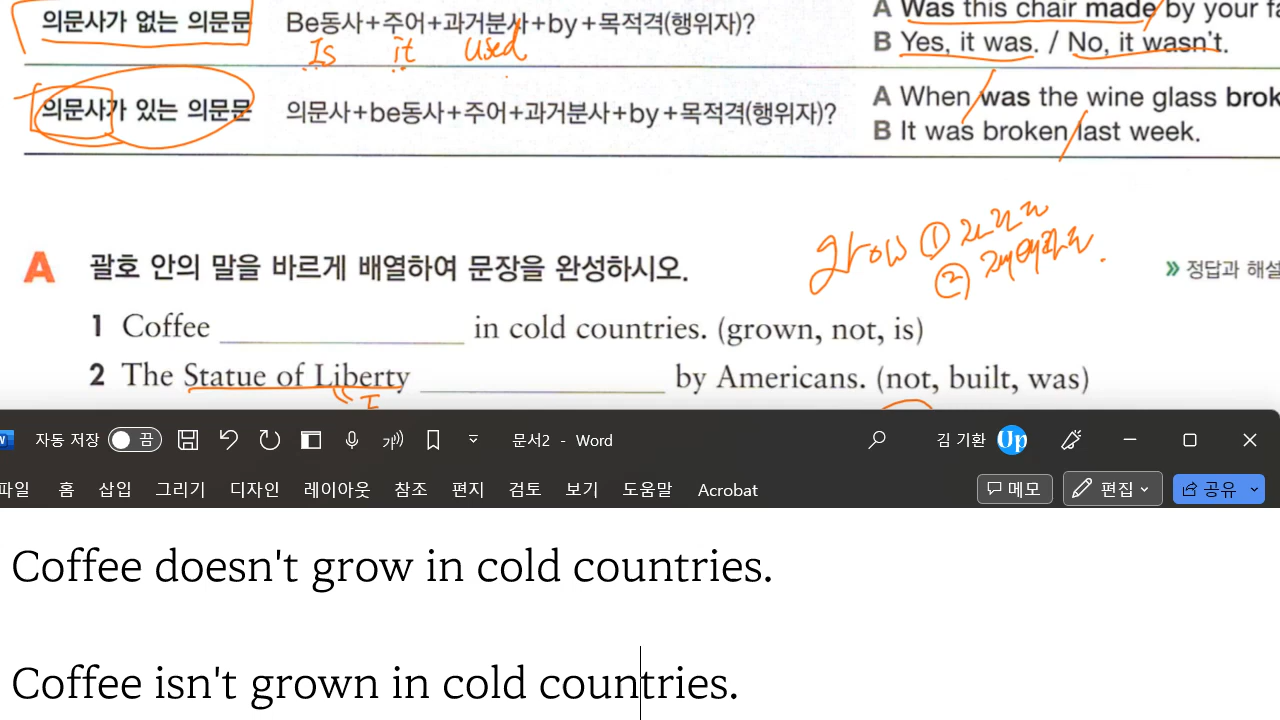 의문사가 없는 의문문 Be동사+주어+과거분사+by+목적격(행위자)? A Was this chair made by your fa
Is it used B Yes, it was. / No, it wasn't.
의문사가 있는 의문문 의문사+be동사+주어+과거분사+by+목적격(행위자)? A When was the wine glass brok
B It was broken last week.
grow ① 자라다
② 재배하다.
A 괄호 안의 말을 바르게 배열하여 문장을 완성하시오. » 정답과 해설
1 Coffee in cold countries. (grown, not, is)
2 The Statue of Liberty by Americans. (not, built, was)
자동 저장 끔 가 문서2 - Word 김 기환 Up
파일 홈 삽입 그리기 디자인 레이아웃 참조 편지 검토 보기 도움말 Acrobat 메모 편집 공유
Coffee doesn't grow in cold countries.
Coffee isn't grown in cold countries.